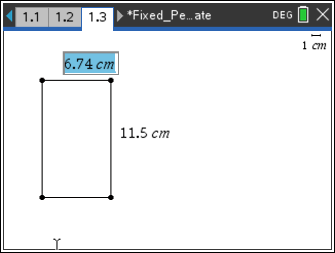 1.1 1.2 1.3 *Fixed_Pe...ate DEG
1 cm
6.74 cm
11.5 cm